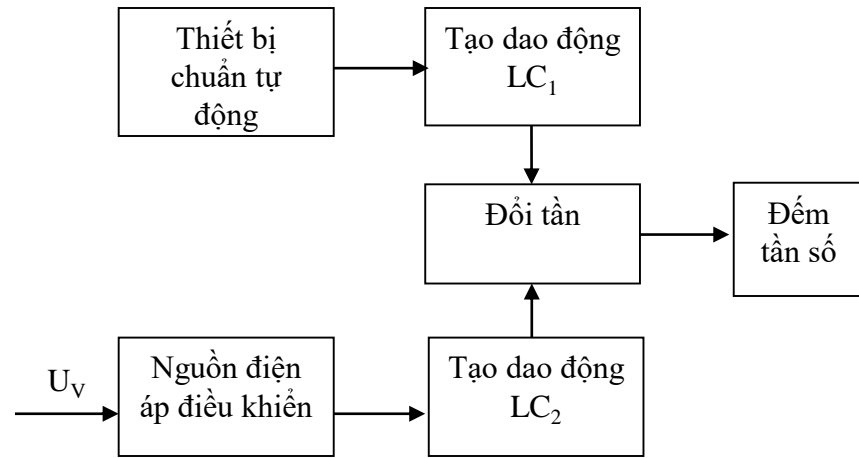 Thiết bị
chuẩn tự
động
Tạo dao động
LC₁
Đổi tần
Đếm
tần số
U_V
Nguồn điện
áp điều khiển
Tạo dao động
LC₂